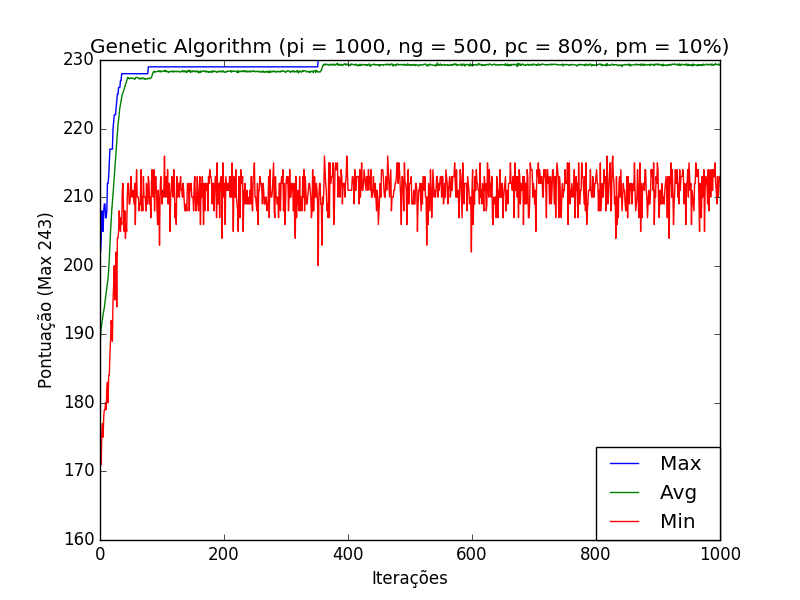 Genetic Algorithm (pi = 1000, ng = 500, pc = 80%, pm = 10%)
230
220
210
200
190
180
170
160
Pontuação (Max 243)
0
200
400
600
800
1000
Iterações
Max
Avg
Min